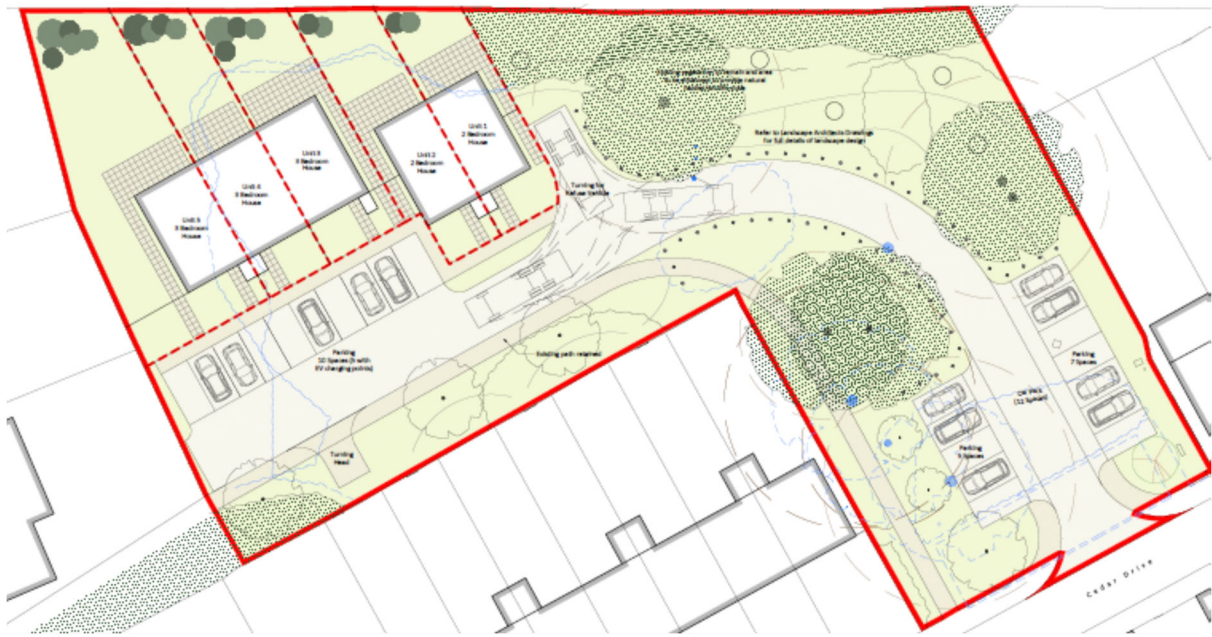 Unit 1
2 Bedroom
House
Unit 2
2 Bedroom
House
Unit 3
3 Bedroom
House
Unit 4
3 Bedroom
House
Unit 5
3 Bedroom
House
Turning for
Refuse Vehicle
Refer to Landscape Architects Drawings
for full details of landscape design
Parking
10 Spaces (5 with
EV charging points)
Existing path retained
Turning
Head
Parking
7 Spaces
Car Park
(12 Spaces)
Parking
5 Spaces
Cedar Drive